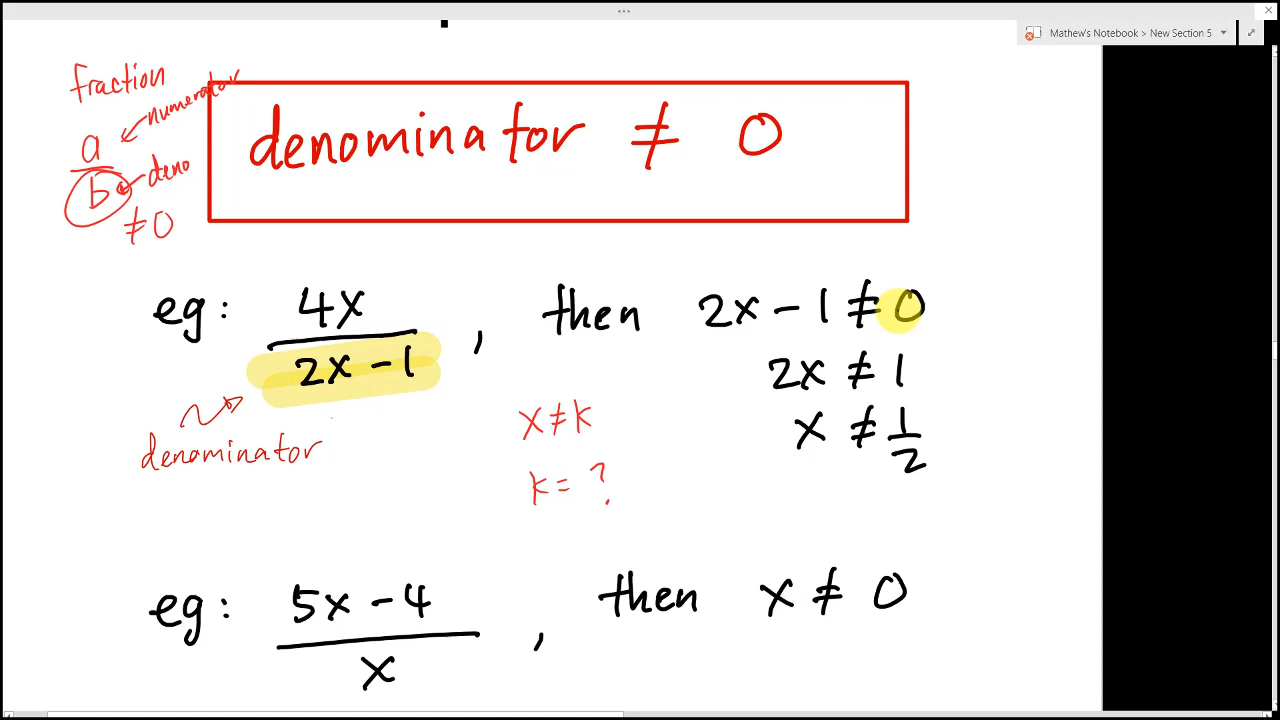 Mathew's Notebook > New Section 5
fraction
a
numerator
b
deno
≠0
denominator ≠ 0
eg: 4x / 2x - 1 , then 2x - 1 ≠ 0
2x ≠ 1
x ≠ 1/2
denominator
x ≠ k
k = ?
eg: 5x - 4 / x , then x ≠ 0